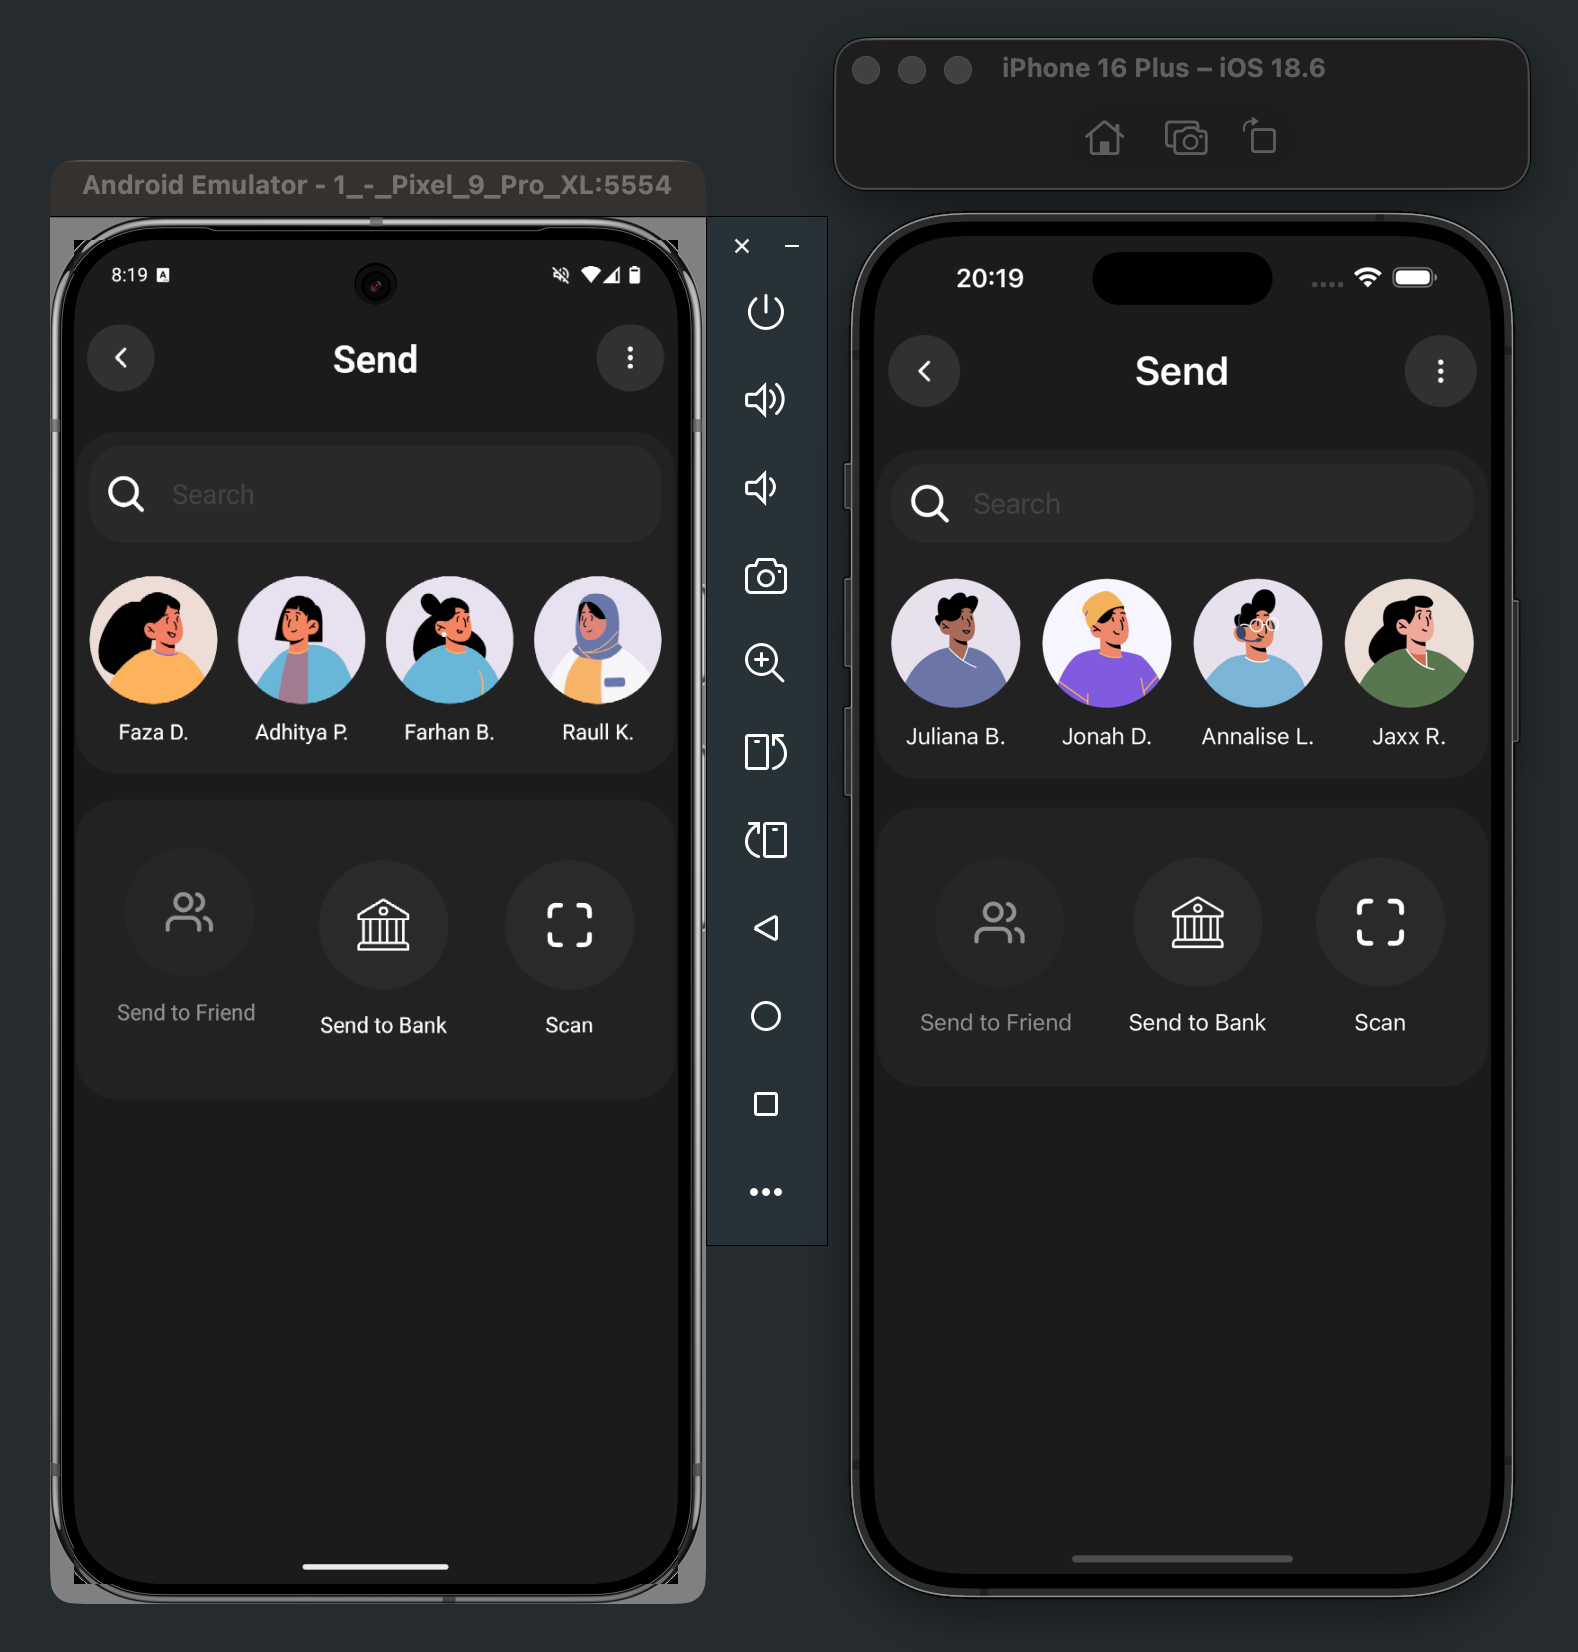 iPhone 16 Plus – iOS 18.6
Android Emulator - 1_-_Pixel_9_Pro_XL:5554
8:19 A
Send
Search
Faza D.
Adhitya P.
Farhan B.
Raull K.
Send to Friend
Send to Bank
Scan
20:19
Send
Search
Juliana B.
Jonah D.
Annalise L.
Jaxx R.
Send to Friend
Send to Bank
Scan